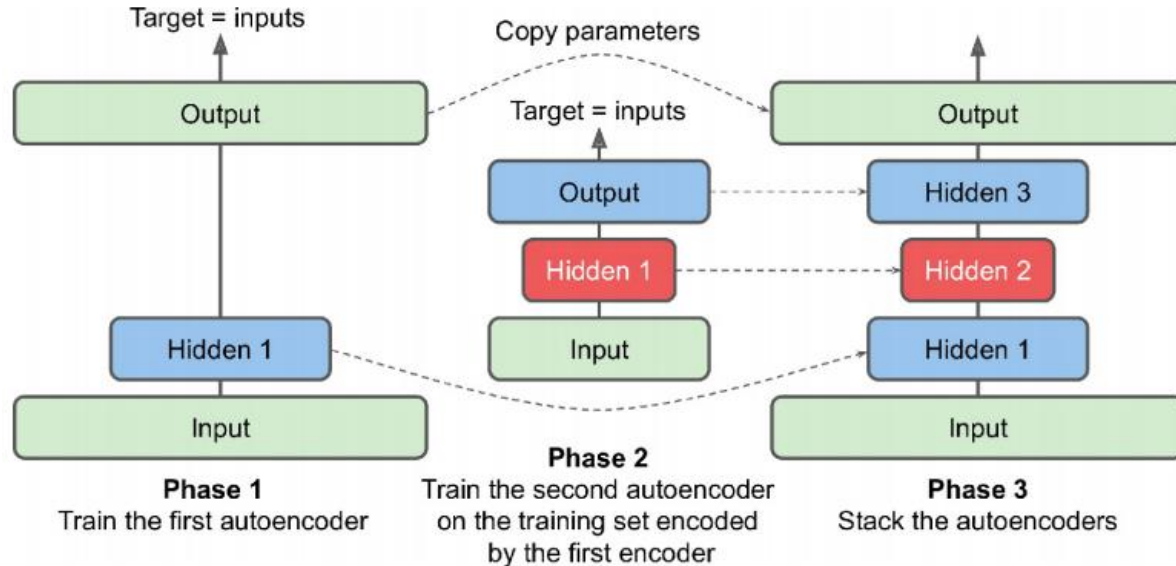 Target = inputs
Output
Hidden 1
Input
Phase 1
Train the first autoencoder
Copy parameters
Target = inputs
Output
Hidden 1
Input
Phase 2
Train the second autoencoder
on the training set encoded
by the first encoder
Output
Hidden 3
Hidden 2
Hidden 1
Input
Phase 3
Stack the autoencoders